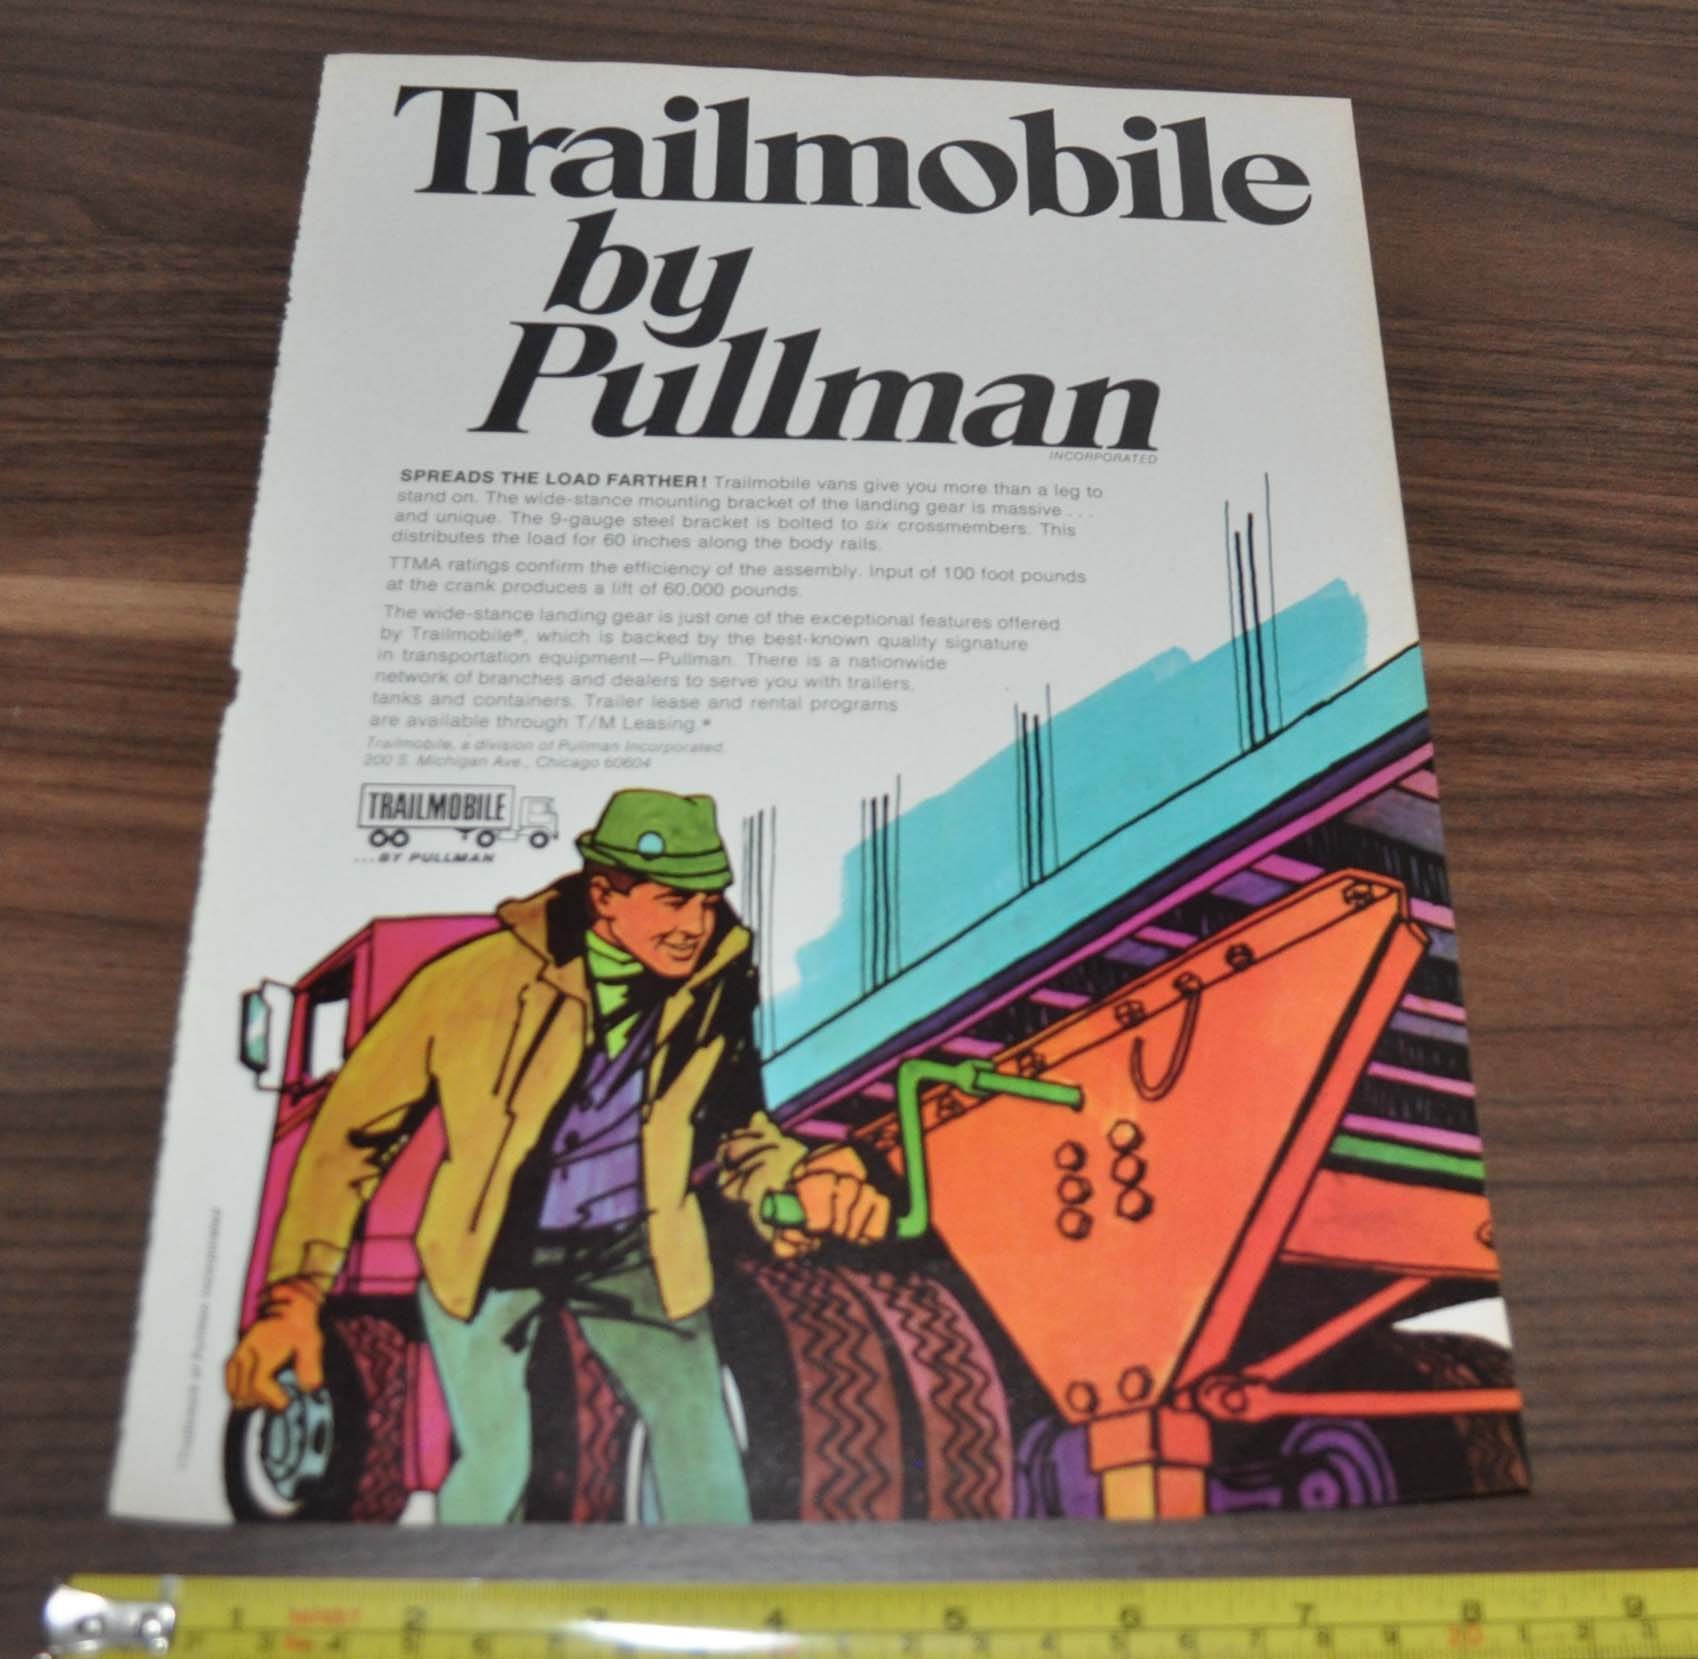 Trailmobile
by
Pullman
INCORPORATED
SPREADS THE LOAD FARTHER! Trailmobile vans give you more than a leg to
stand on. The wide-stance mounting bracket of the landing gear is massive . . .
and unique. The 9-gauge steel bracket is bolted to six crossmembers. This
distributes the load for 60 inches along the body rails.
TTMA ratings confirm the efficiency of the assembly. Input of 100 foot pounds
at the crank produces a lift of 60,000 pounds.
The wide-stance landing gear is just one of the exceptional features offered
by Trailmobile®, which is backed by the best-known quality signature
in transportation equipment—Pullman. There is a nationwide
network of branches and dealers to serve you with trailers,
tanks and containers. Trailer lease and rental programs
are available through T/M Leasing.*
Trailmobile, a division of Pullman Incorporated,
200 S. Michigan Ave., Chicago 60604
TRAILMOBILE
...BY PULLMAN
*Trademark of Pullman Incorporated
1 2 3 4 5 6 7 8 9